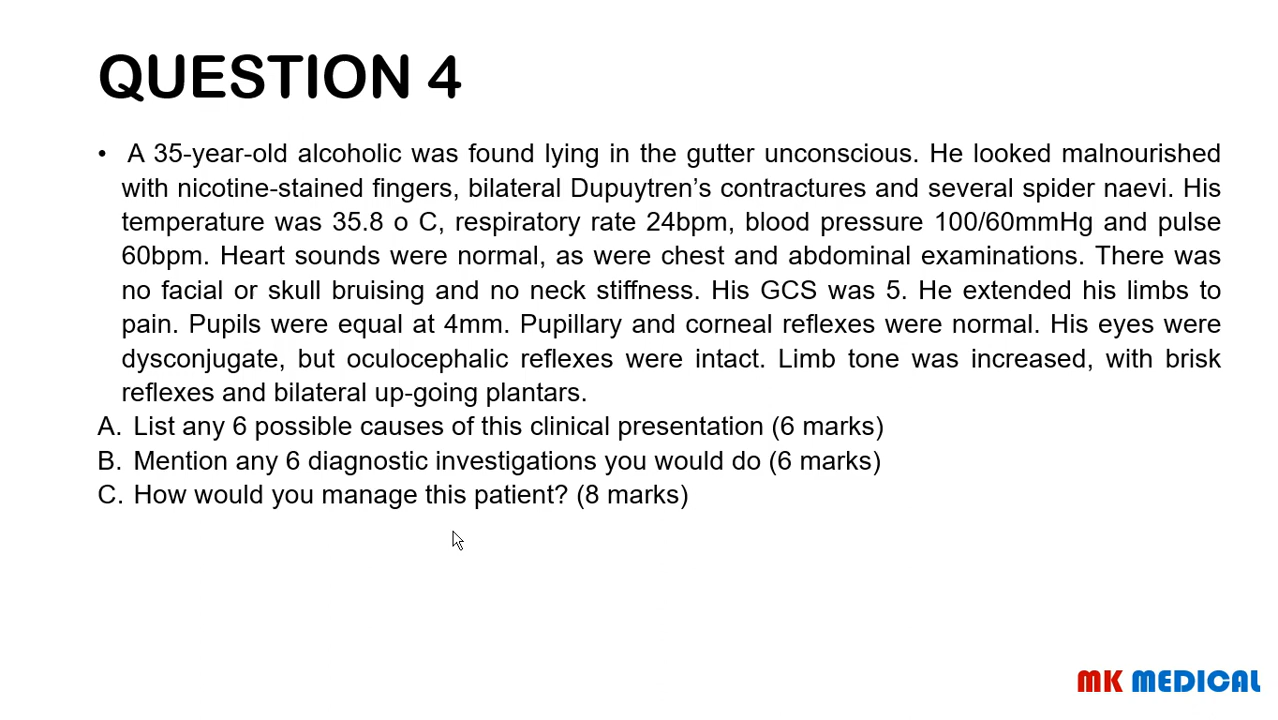 QUESTION 4
• A 35-year-old alcoholic was found lying in the gutter unconscious. He looked malnourished
with nicotine-stained fingers, bilateral Dupuytren's contractures and several spider naevi. His
temperature was 35.8 o C, respiratory rate 24bpm, blood pressure 100/60mmHg and pulse
60bpm. Heart sounds were normal, as were chest and abdominal examinations. There was
no facial or skull bruising and no neck stiffness. His GCS was 5. He extended his limbs to
pain. Pupils were equal at 4mm. Pupillary and corneal reflexes were normal. His eyes were
dysconjugate, but oculocephalic reflexes were intact. Limb tone was increased, with brisk
reflexes and bilateral up-going plantars.
A. List any 6 possible causes of this clinical presentation (6 marks)
B. Mention any 6 diagnostic investigations you would do (6 marks)
C. How would you manage this patient? (8 marks)
MK MEDICAL